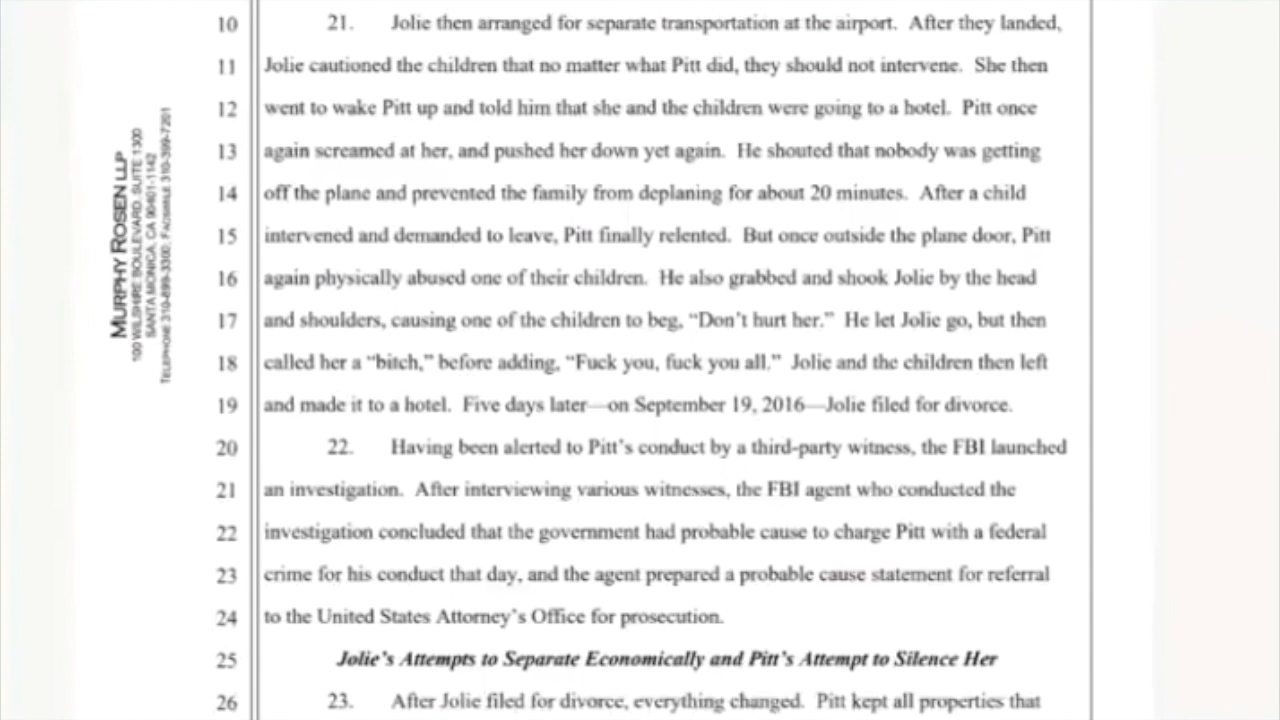 10 21. Jolie then arranged for separate transportation at the airport. After they landed,
11 Jolie cautioned the children that no matter what Pitt did, they should not intervene. She then
12 went to wake Pitt up and told him that she and the children were going to a hotel. Pitt once
13 again screamed at her, and pushed her down yet again. He shouted that nobody was getting
14 off the plane and prevented the family from deplaning for about 20 minutes. After a child
15 intervened and demanded to leave, Pitt finally relented. But once outside the plane door, Pitt
16 again physically abused one of their children. He also grabbed and shook Jolie by the head
17 and shoulders, causing one of the children to beg, “Don’t hurt her.” He let Jolie go, but then
18 called her a “bitch,” before adding, “Fuck you, fuck you all.” Jolie and the children then left
19 and made it to a hotel. Five days later—on September 19, 2016—Jolie filed for divorce.
20 22. Having been alerted to Pitt’s conduct by a third-party witness, the FBI launched
21 an investigation. After interviewing various witnesses, the FBI agent who conducted the
22 investigation concluded that the government had probable cause to charge Pitt with a federal
23 crime for his conduct that day, and the agent prepared a probable cause statement for referral
24 to the United States Attorney’s Office for prosecution.
25 Jolie’s Attempts to Separate Economically and Pitt’s Attempt to Silence Her
26 23. After Jolie filed for divorce, everything changed. Pitt kept all properties that
MURPHY ROSEN LLP
100 WILSHIRE BOULEVARD, SUITE 1300
SANTA MONICA, CA 90401-1142
TELEPHONE 310-899-3300; FACSIMILE 310-399-7201